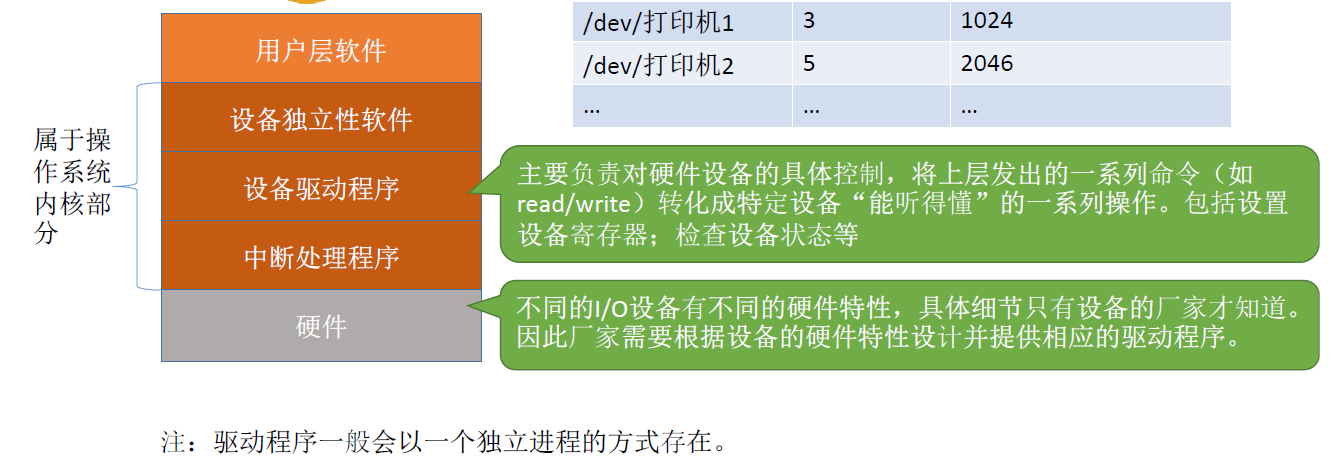 /dev/打印机1 3 1024
/dev/打印机2 5 2046
... ... ...
用户层软件
设备独立性软件
设备驱动程序
中断处理程序
硬件
属于操
作系统
内核部
分
主要负责对硬件设备的具体控制，将上层发出的一系列命令（如
read/write）转化成特定设备“能听得懂”的一系列操作。包括设置
设备寄存器；检查设备状态等
不同的I/O设备有不同的硬件特性，具体细节只有设备的厂家才知道。
因此厂家需要根据设备的硬件特性设计并提供相应的驱动程序。
注：驱动程序一般会以一个独立进程的方式存在。